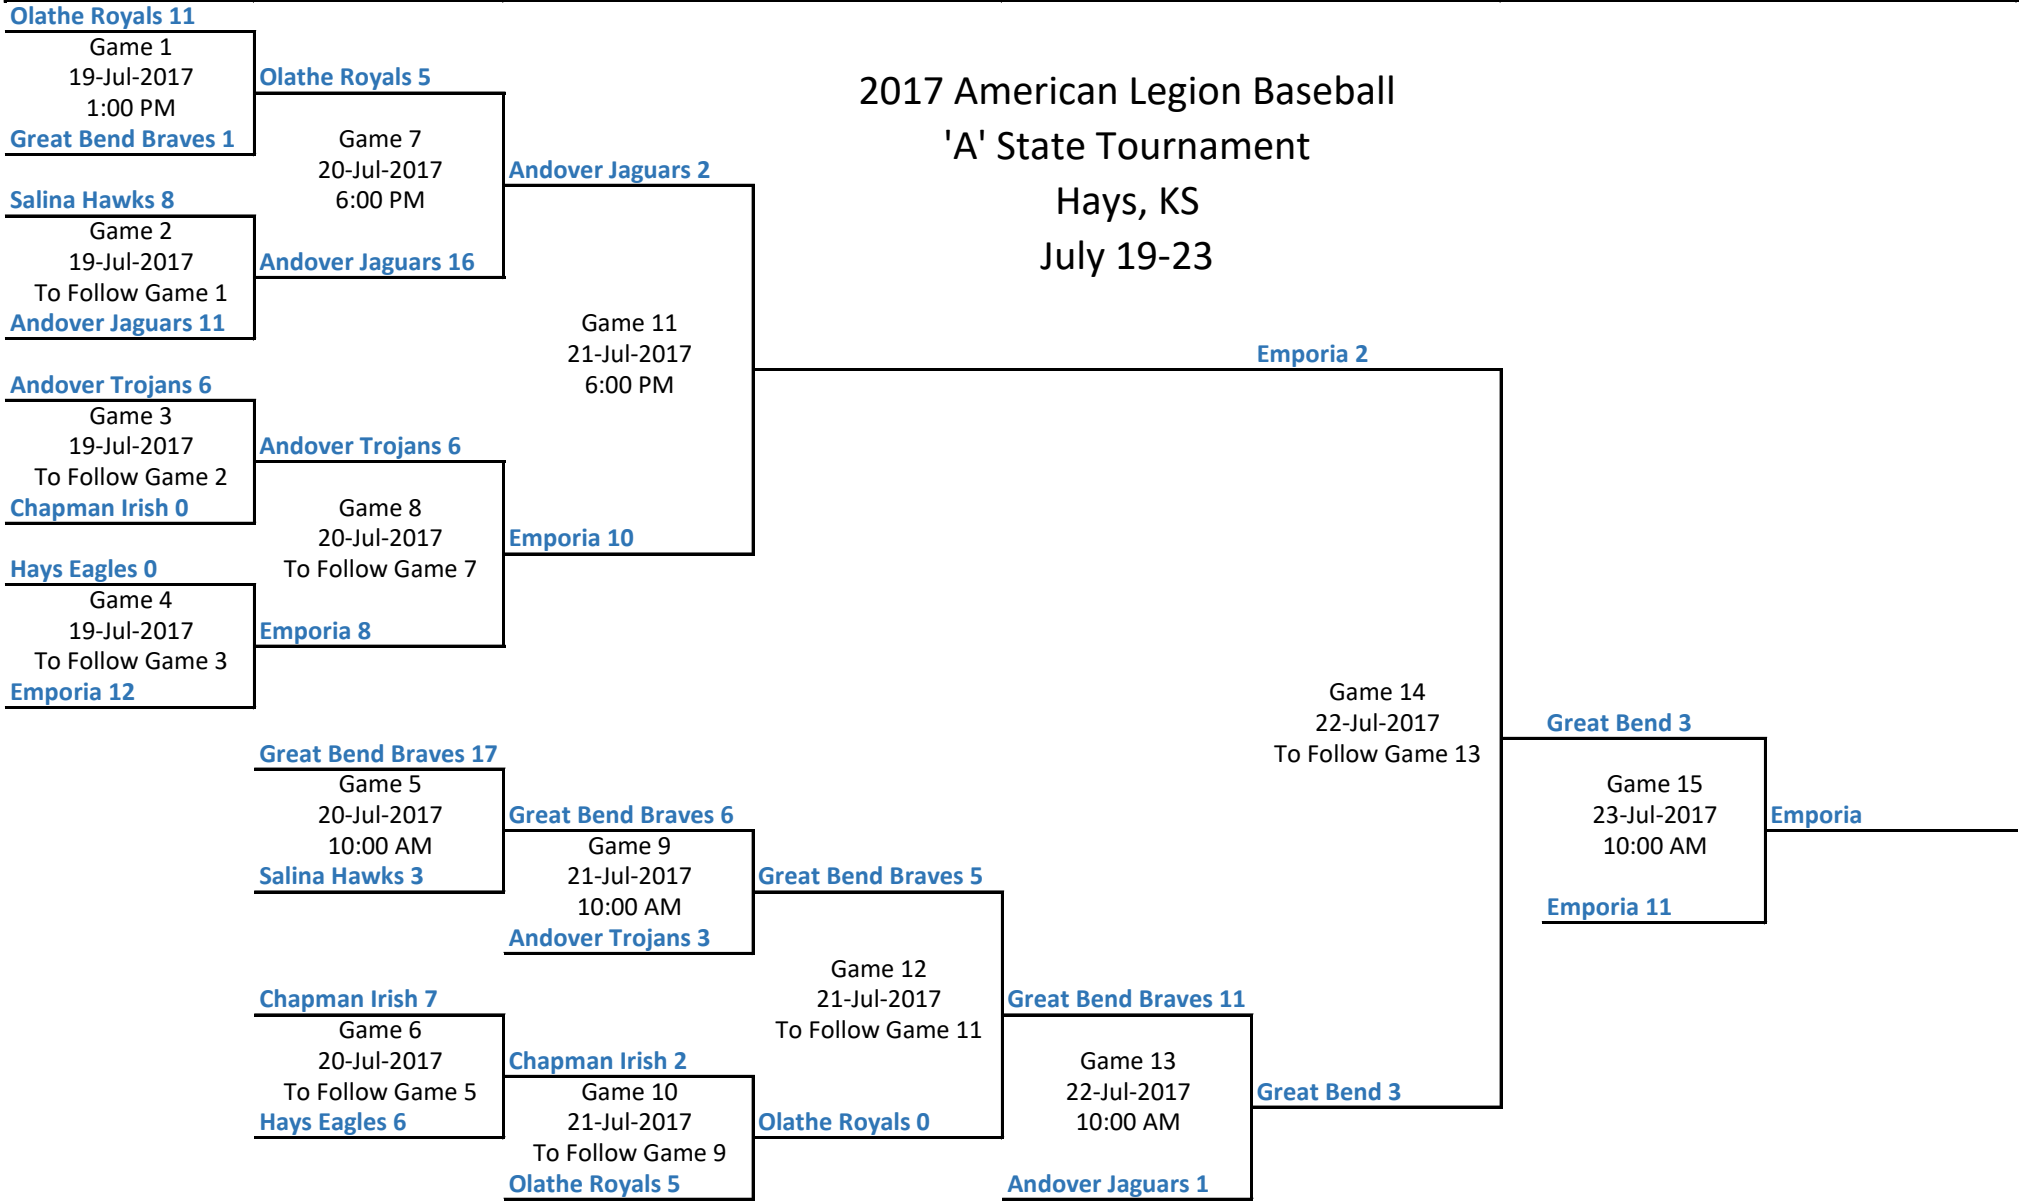 Olathe Royals 11
Game 1
19-Jul-2017
1:00 PM
Great Bend Braves 1
Salina Hawks 8
Game 2
19-Jul-2017
To Follow Game 1
Andover Jaguars 11
Andover Trojans 6
Game 3
19-Jul-2017
To Follow Game 2
Chapman Irish 0
Hays Eagles 0
Game 4
19-Jul-2017
To Follow Game 3
Emporia 12
Olathe Royals 5
Game 7
20-Jul-2017
6:00 PM
Andover Jaguars 16
Andover Trojans 6
Game 8
20-Jul-2017
To Follow Game 7
Emporia 8
Andover Jaguars 2
Game 11
21-Jul-2017
6:00 PM
Emporia 10
2017 American Legion Baseball
'A' State Tournament
Hays, KS
July 19-23
Great Bend Braves 17
Game 5
20-Jul-2017
10:00 AM
Salina Hawks 3
Chapman Irish 7
Game 6
20-Jul-2017
To Follow Game 5
Hays Eagles 6
Great Bend Braves 6
Game 9
21-Jul-2017
10:00 AM
Andover Trojans 3
Chapman Irish 2
Game 10
21-Jul-2017
To Follow Game 9
Olathe Royals 5
Great Bend Braves 5
Game 12
21-Jul-2017
To Follow Game 11
Olathe Royals 0
Great Bend Braves 11
Game 13
22-Jul-2017
10:00 AM
Andover Jaguars 1
Emporia 2
Game 14
22-Jul-2017
To Follow Game 13
Great Bend 3
Great Bend 3
Game 15
23-Jul-2017
10:00 AM
Emporia 11
Emporia